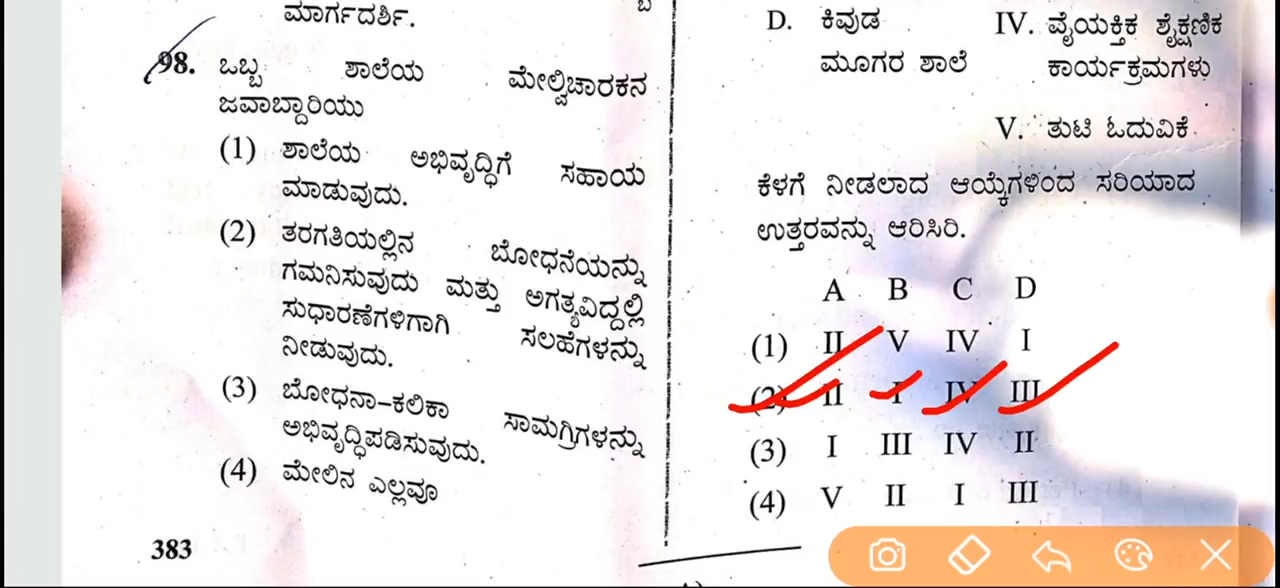 ಮಾರ್ಗದರ್ಶಿ.
98. ಒಬ್ಬ ಶಾಲೆಯ ಮೇಲ್ವಿಚಾರಕನ
ಜವಾಬ್ದಾರಿಯು
(1) ಶಾಲೆಯ ಅಭಿವೃದ್ಧಿಗೆ ಸಹಾಯ
ಮಾಡುವುದು.
(2) ತರಗತಿಯಲ್ಲಿನ ಬೋಧನೆಯನ್ನು
ಗಮನಿಸುವುದು ಮತ್ತು ಅಗತ್ಯವಿದ್ದಲ್ಲಿ
ಸುಧಾರಣೆಗಳಿಗಾಗಿ ಸಲಹೆಗಳನ್ನು
ನೀಡುವುದು.
(3) ಬೋಧನಾ-ಕಲಿಕಾ ಸಾಮಗ್ರಿಗಳನ್ನು
ಅಭಿವೃದ್ಧಿಪಡಿಸುವುದು.
(4) ಮೇಲಿನ ಎಲ್ಲವೂ
383
D. ಕಿವುಡ IV. ವೈಯಕ್ತಿಕ ಶೈಕ್ಷಣಿಕ
ಮೂಗರ ಶಾಲೆ ಕಾರ್ಯಕ್ರಮಗಳು
V. ತುಟಿ ಓದುವಿಕೆ
ಕೆಳಗೆ ನೀಡಲಾದ ಆಯ್ಕೆಗಳಿಂದ ಸರಿಯಾದ
ಉತ್ತರವನ್ನು ಆರಿಸಿರಿ.
A B C D
(1) II V IV I
(2) II I IV III
(3) I III IV II
(4) V II I III